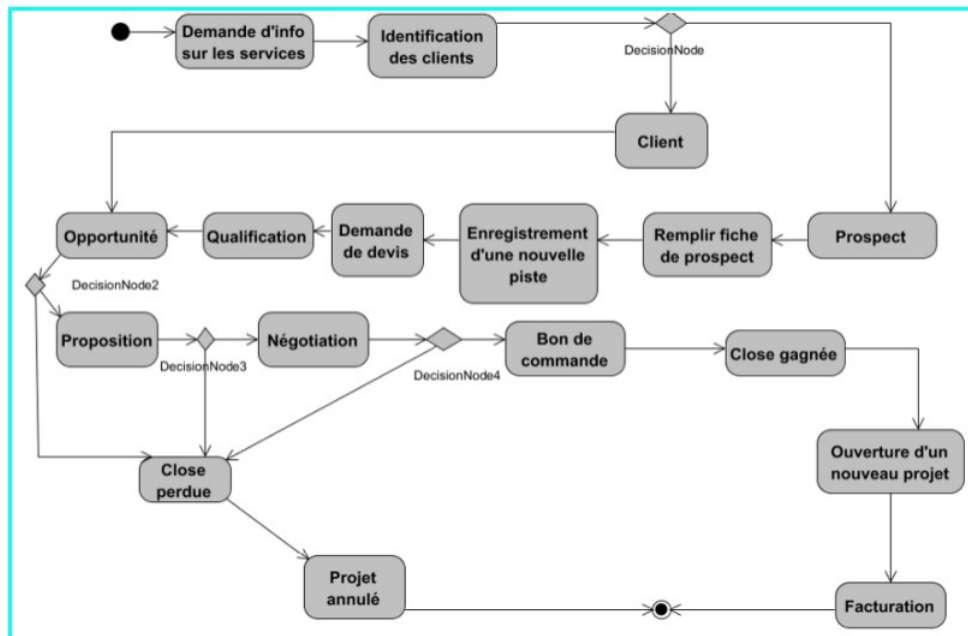 Demande d'info
sur les services
Identification
des clients
DecisionNode
Client
Opportunité
Qualification
Demande
de devis
Enregistrement
d'une nouvelle
piste
Remplir fiche
de prospect
Prospect
DecisionNode2
Proposition
DecisionNode3
Négotiation
DecisionNode4
Bon de
commande
Close gagnée
Close
perdue
Ouverture d'un
nouveau projet
Projet
annulé
Facturation